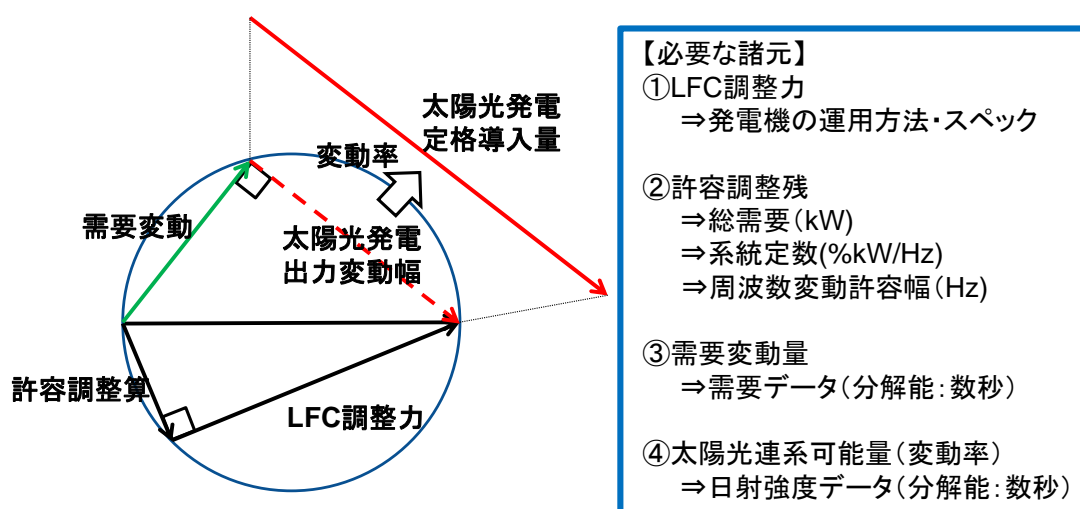 太陽光発電
定格導入量
変動率
需要変動
太陽光発電
出力変動幅
許容調整算
LFC調整力
【必要な諸元】
①LFC調整力
⇒発電機の運用方法・スペック
②許容調整残
⇒総需要(kW)
⇒系統定数(%kW/Hz)
⇒周波数変動許容幅(Hz)
③需要変動量
⇒需要データ(分解能:数秒)
④太陽光連系可能量(変動率)
⇒日射強度データ(分解能:数秒)